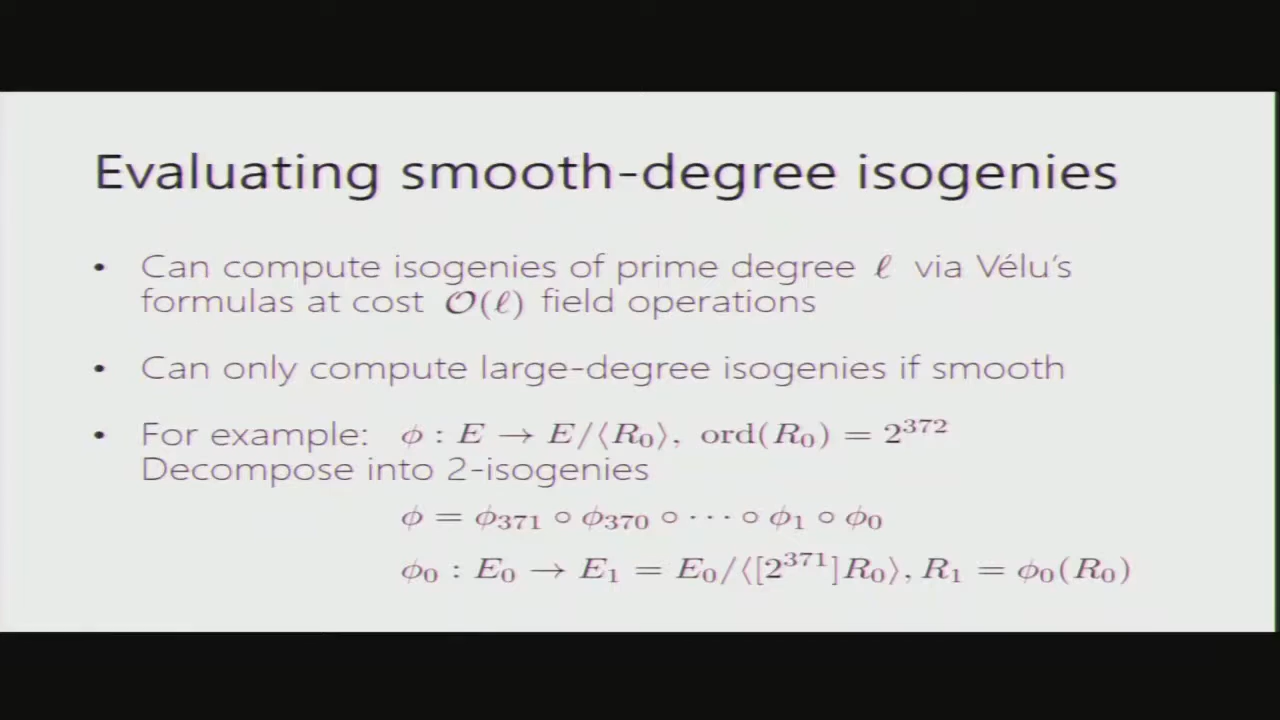 Evaluating smooth-degree isogenies
• Can compute isogenies of prime degree ℓ via Vélu's
formulas at cost 𝒪(ℓ) field operations
• Can only compute large-degree isogenies if smooth
• For example: ϕ : E → E/⟨R₀⟩, ord(R₀) = 2³⁷²
Decompose into 2-isogenies
ϕ = ϕ₃₇₁ ∘ ϕ₃₇₀ ∘ ⋯ ∘ ϕ₁ ∘ ϕ₀
ϕ₀ : E₀ → E₁ = E₀/⟨[2³⁷¹]R₀⟩, R₁ = ϕ₀(R₀)